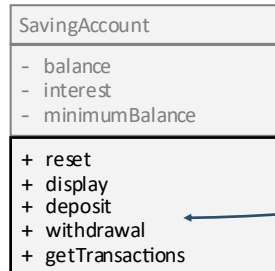 SavingAccount
- balance
- interest
- minimumBalance
+ reset
+ display
+ deposit
+ withdrawal
+ getTransactions